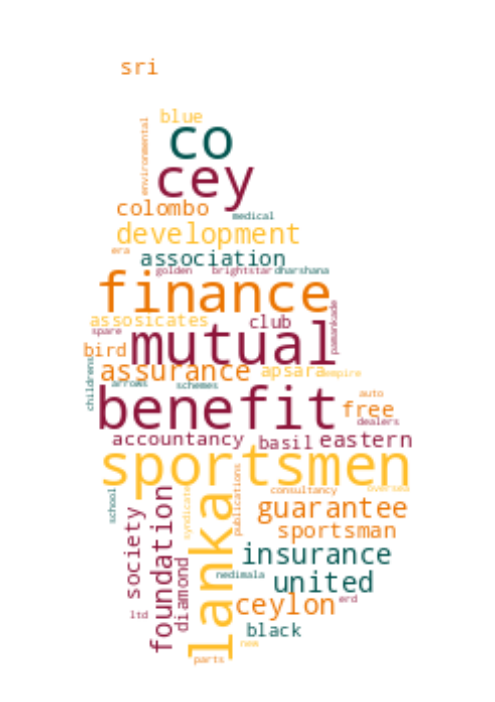 sri
blue
environmental
co
cey
colombo
medical
development
era
association
golden
brightstar
dharshana
finance
assosicates
club
pamankade
spare
mutual
bird
assurance
apsara
empire
childrens
arrows
schemes
benefit
auto
free
dealers
accountancy
basil
eastern
sportsmen
school
society
foundation
syndicate
lanka
publications
consultancy
oversea
guarantee
sportsman
insurance
diamond
nedimala
united
ceylon
erd
ltd
black
new
parts